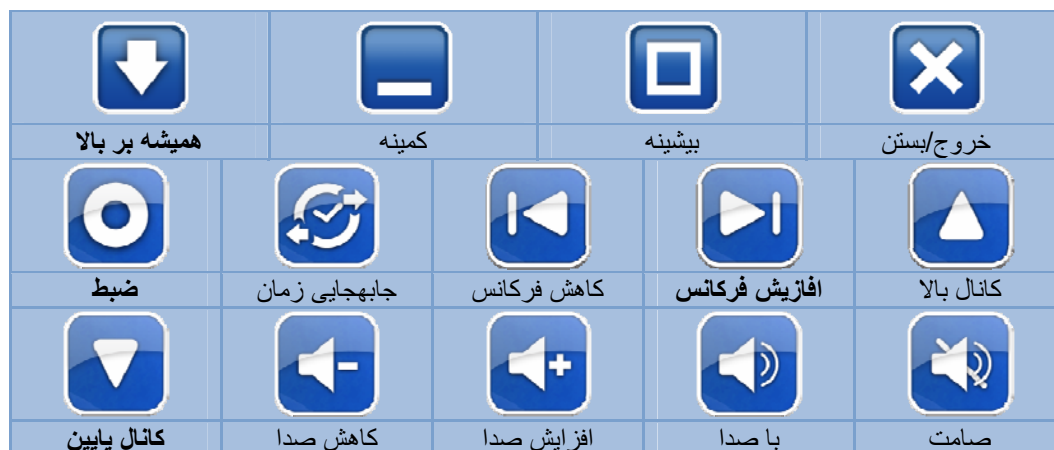 خروج/بستن
بیشینه
کمینه
همیشه بر بالا
کانال بالا
افازیش فرکانس
کاهش فرکانس
جابهجایی زمان
ضبط
صامت
با صدا
افزایش صدا
کاهش صدا
کانال پایین